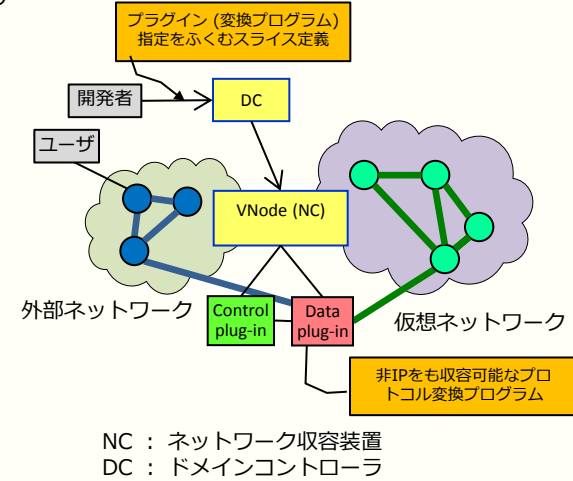 プラグイン (変換プログラム)
指定をふくむスライス定義
開発者
DC
ユーザ
VNode (NC)
外部ネットワーク
Control
plug-in
Data
plug-in
仮想ネットワーク
非IPをも収容可能なプロ
トコル変換プログラム
NC : ネットワーク収容装置
DC : ドメインコントローラ